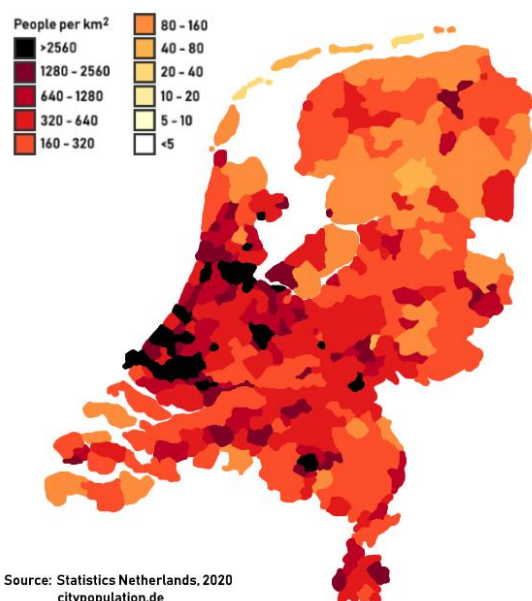 People per km²
>2560
1280 - 2560
640 - 1280
320 - 640
160 - 320
80 - 160
40 - 80
20 - 40
10 - 20
5 - 10
<5
Source: Statistics Netherlands, 2020
citypopulation.de